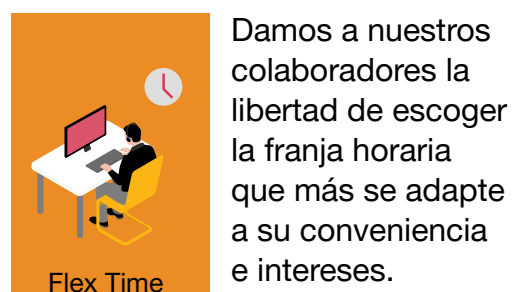 Damos a nuestros
colaboradores la
libertad de escoger
la franja horaria
que más se adapte
a su conveniencia
e intereses.
Flex Time